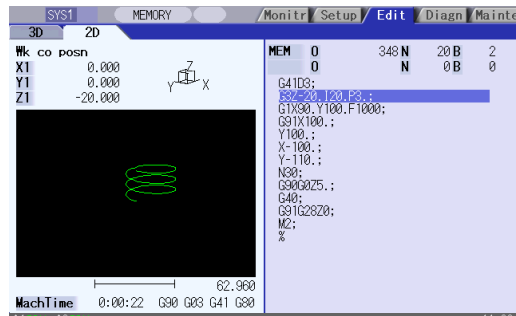 SYS1 MEMORY Monitr Setup Edit Diagn Mainte
3D 2D
Wk co posn
X1 0.000
Y1 0.000
Z1 -20.000
Z
Y X
62.960
MachTime 0:00:22 G90 G03 G41 G80
MEM O 348 N 20 B 2
O N 0 B 0
G41D3;
G3Z-20.I20.P3.;
G1X90.Y100.F1000;
G91X100.;
Y100.;
X-100.;
Y-110.;
N30;
G90G0Z5.;
G40;
G91G28Z0;
M2;
%